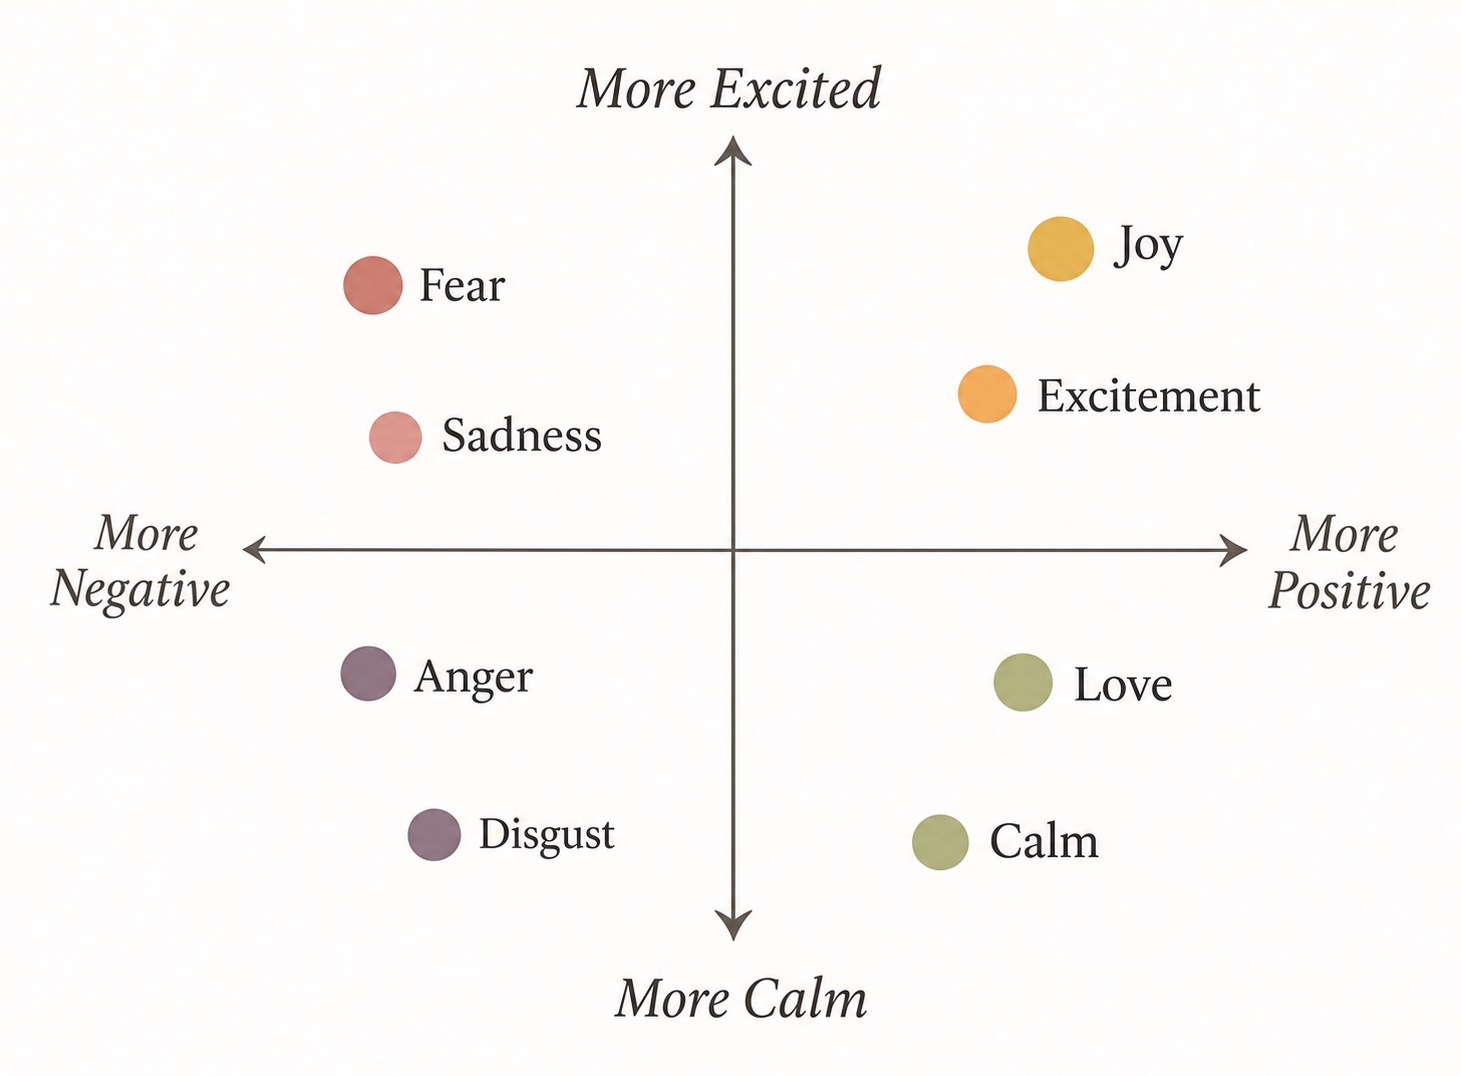 More Excited
Joy
Fear
Excitement
Sadness
More
Negative
More
Positive
Anger
Love
Disgust
Calm
More Calm